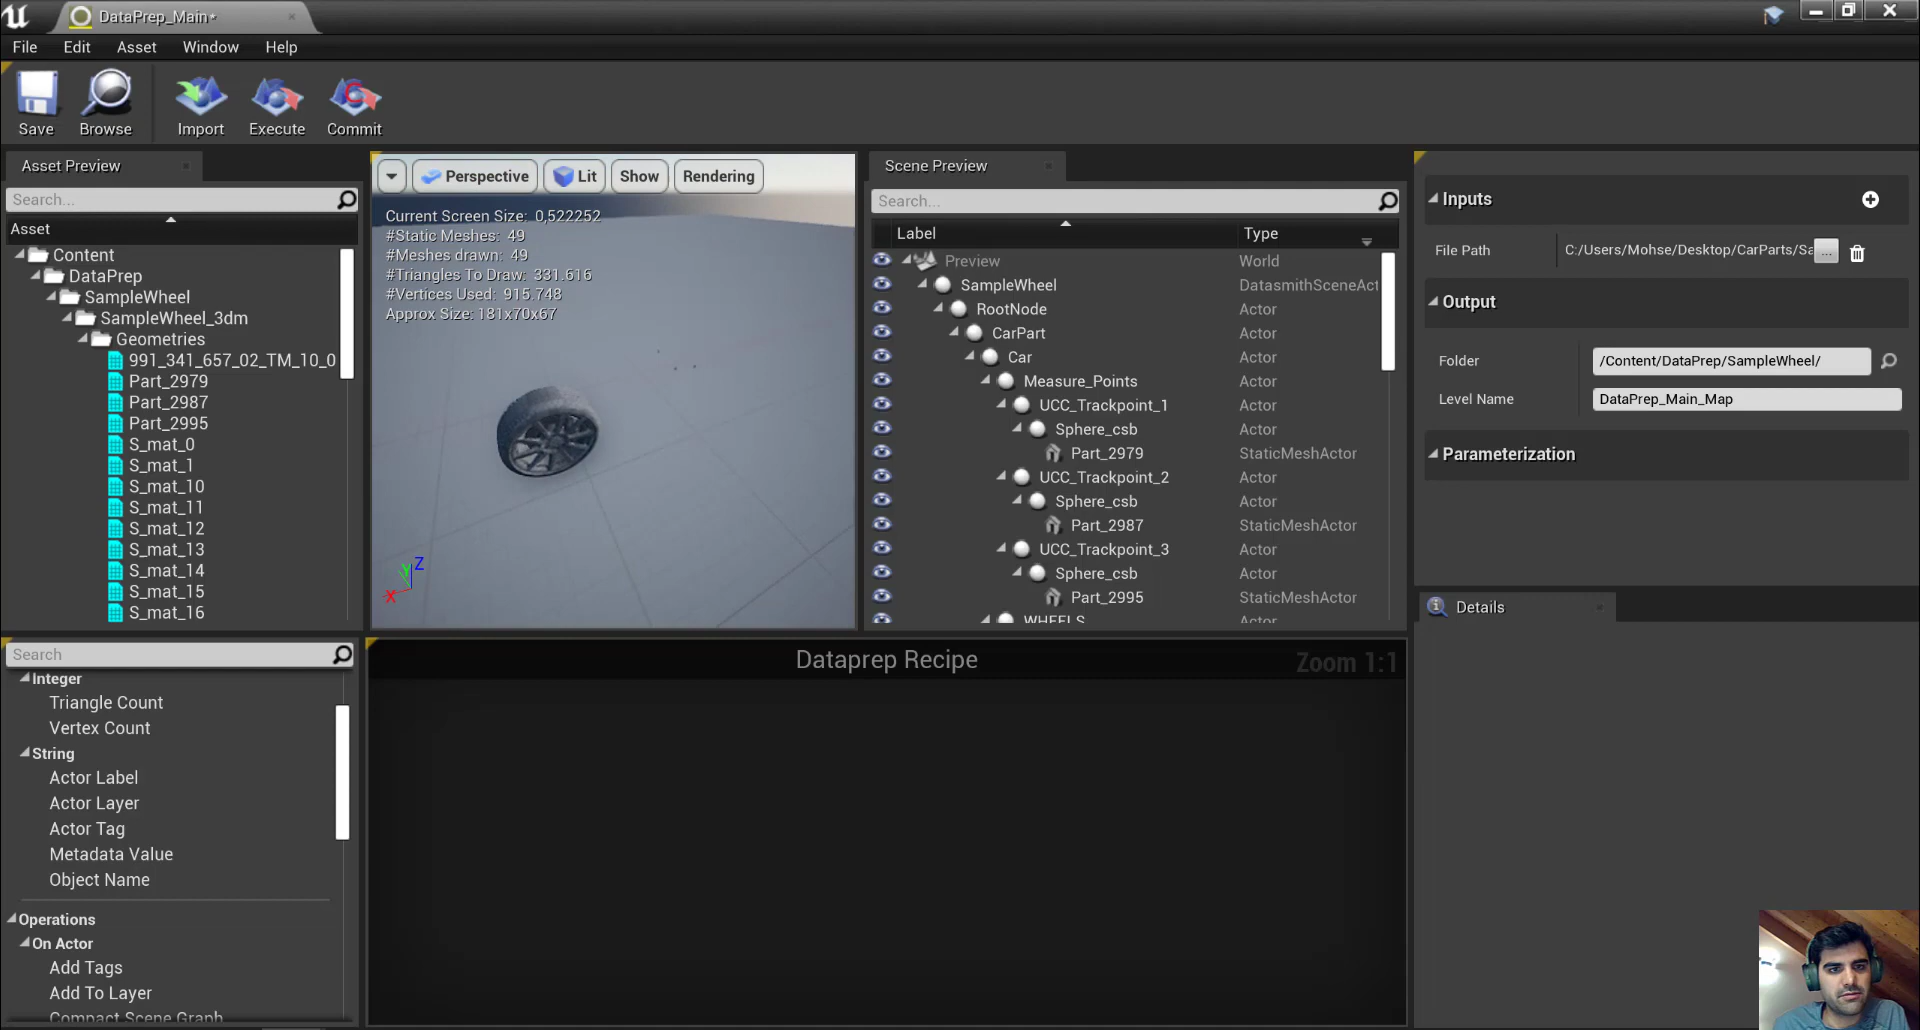 DataPrep_Main*
File Edit Asset Window Help
Save Browse Import Execute Commit
Asset Preview
Search...
Asset
Content
DataPrep
SampleWheel
SampleWheel_3dm
Geometries
991_341_657_02_TM_10_0
Part_2979
Part_2987
Part_2995
S_mat_0
S_mat_1
S_mat_10
S_mat_11
S_mat_12
S_mat_13
S_mat_14
S_mat_15
S_mat_16
Perspective Lit Show Rendering
Current Screen Size: 0,522252
#Static Meshes: 49
#Meshes drawn: 49
#Triangles To Draw: 331.616
#Vertices Used: 915.748
Approx Size: 181x70x67
Z
Y
X
Scene Preview
Search...
Label Type
Preview World
SampleWheel DatasmithSceneAct
RootNode Actor
CarPart Actor
Car Actor
Measure_Points Actor
UCC_Trackpoint_1 Actor
Sphere_csb Actor
Part_2979 StaticMeshActor
UCC_Trackpoint_2 Actor
Sphere_csb Actor
Part_2987 StaticMeshActor
UCC_Trackpoint_3 Actor
Sphere_csb Actor
Part_2995 StaticMeshActor
WHEELS Actor
Inputs
File Path C:/Users/Mohse/Desktop/CarParts/Sa ...
Output
Folder /Content/DataPrep/SampleWheel/
Level Name DataPrep_Main_Map
Parameterization
Details
Search
Integer
Triangle Count
Vertex Count
String
Actor Label
Actor Layer
Actor Tag
Metadata Value
Object Name
Operations
On Actor
Add Tags
Add To Layer
Compact Scene Graph
Dataprep Recipe
Zoom 1:1